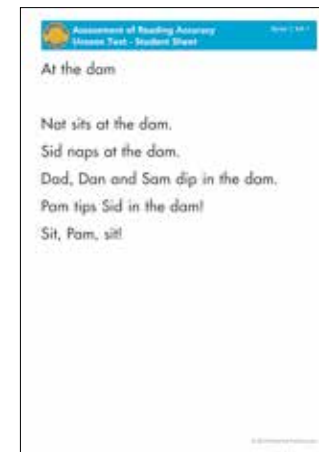 Assessment of Reading Accuracy
Unseen Text - Student Sheet
At the dam
Nat sits at the dam.
Sid naps at the dam.
Dad, Dan and Sam dip in the dam.
Pam tips Sid in the dam!
Sit, Pam, sit!